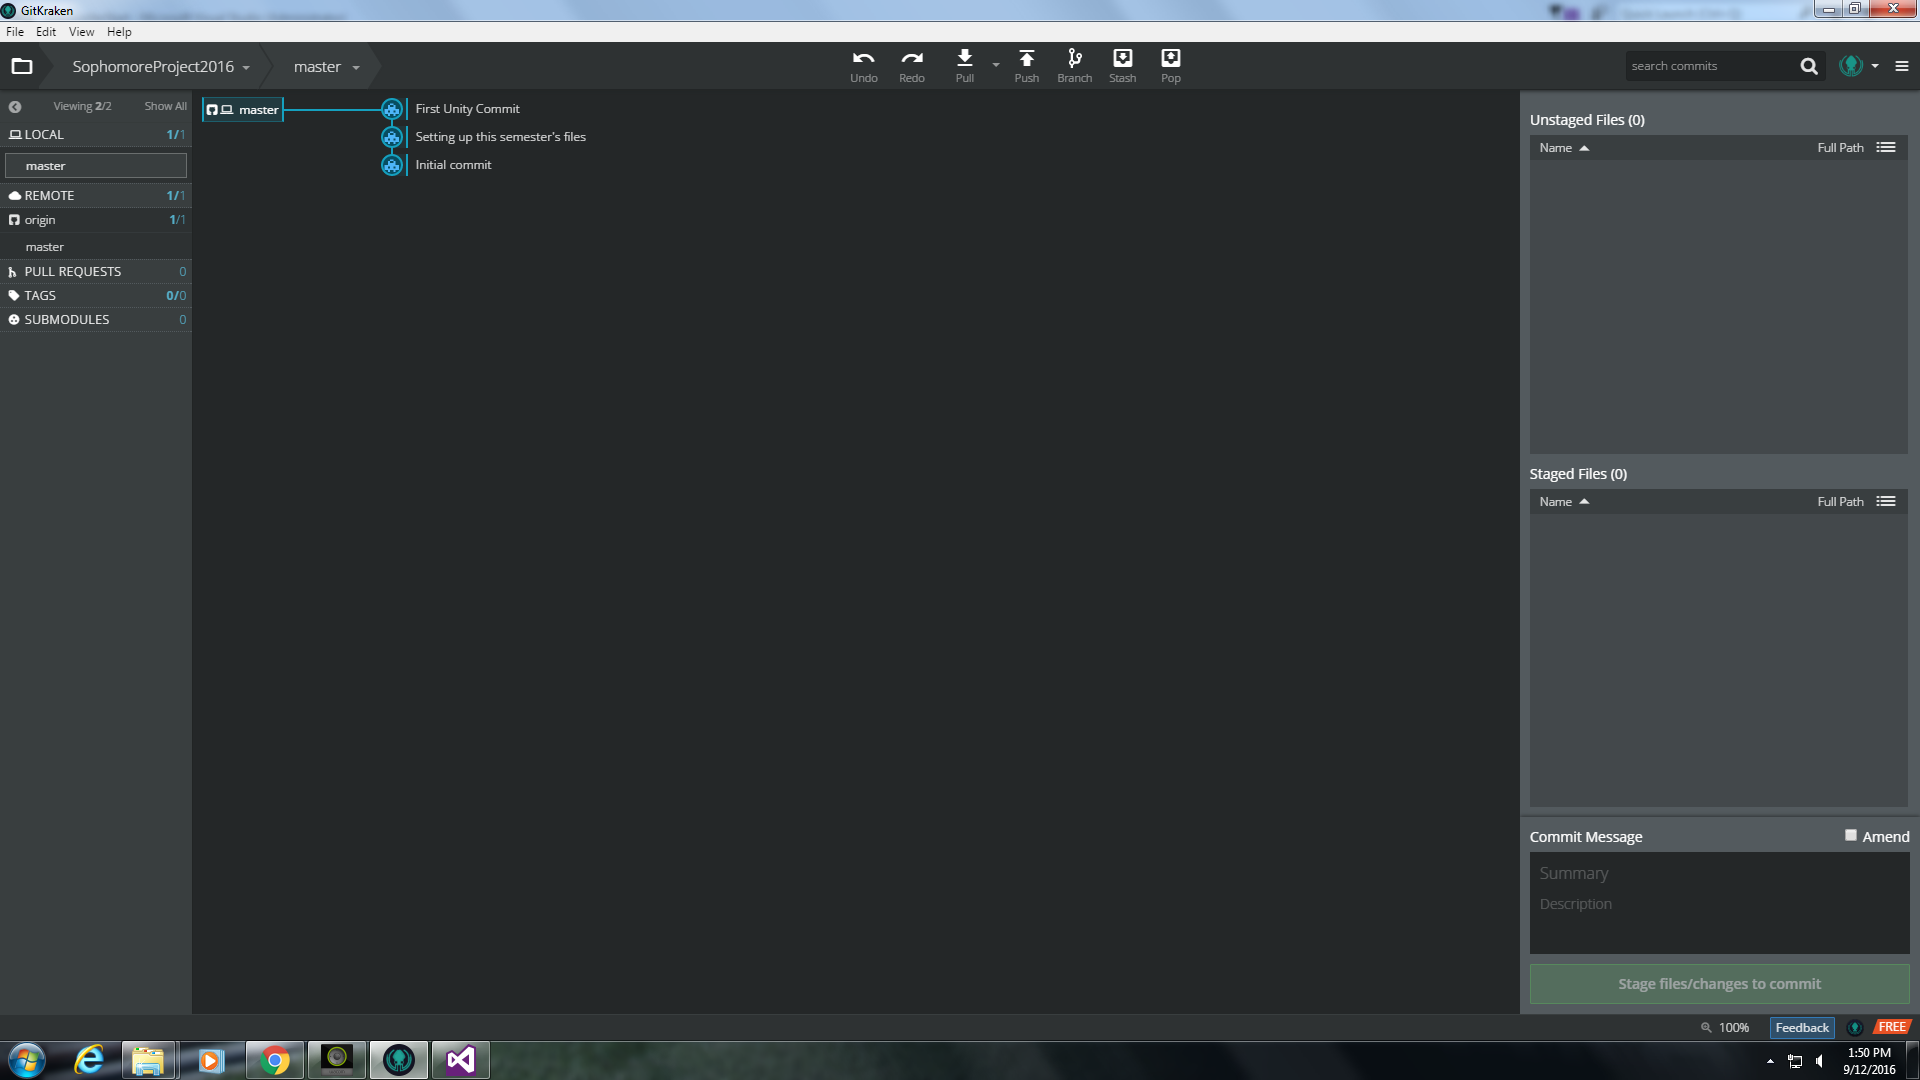 GitKraken
File Edit View Help
SophomoreProject2016 master Undo Redo Pull Push Branch Stash Pop search commits
Viewing 2/2 Show All
LOCAL 1/1
master
REMOTE 1/1
origin 1/1
master
PULL REQUESTS 0
TAGS 0/0
SUBMODULES 0
master First Unity Commit
Setting up this semester's files
Initial commit
Unstaged Files (0)
Name Full Path
Staged Files (0)
Name Full Path
Commit Message Amend
Summary
Description
Stage files/changes to commit
100% Feedback FREE
1:50 PM
9/12/2016